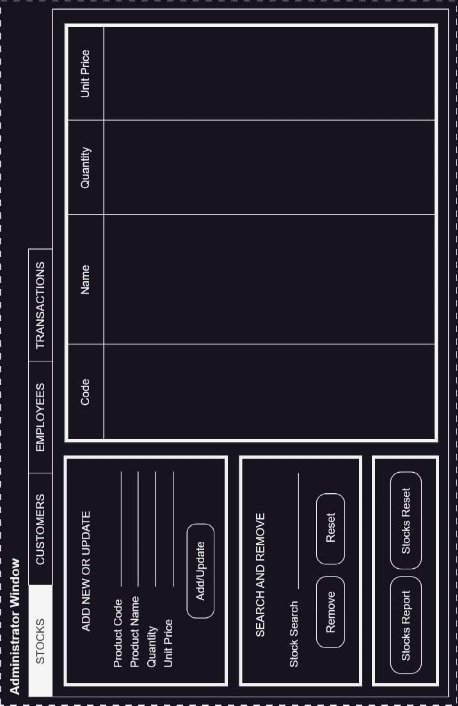 Administrator Window
STOCKS
CUSTOMERS
EMPLOYEES
TRANSACTIONS
ADD NEW OR UPDATE
Product Code
Product Name
Quantity
Unit Price
Add/Update
SEARCH AND REMOVE
Stock Search
Remove
Reset
Stocks Report
Stocks Reset
Code
Name
Quantity
Unit Price